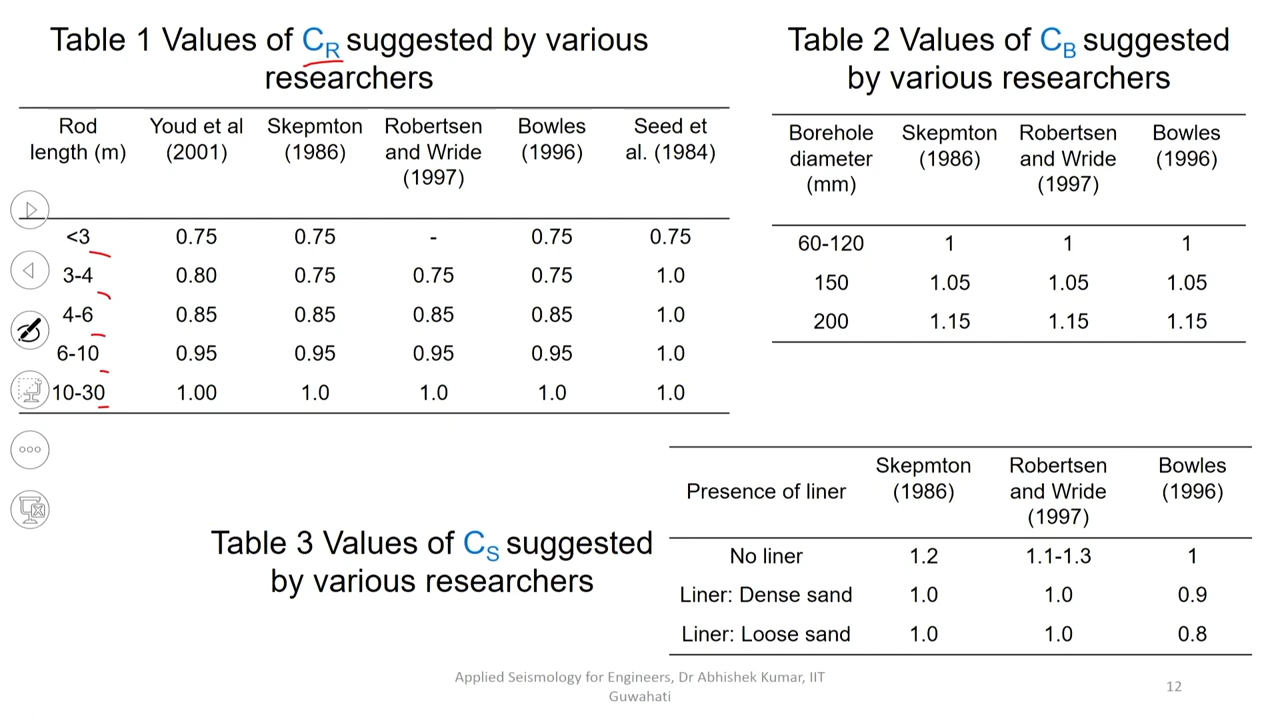 Table 1 Values of CR suggested by various
researchers
Rod length (m) Youd et al (2001) Skepmton (1986) Robertsen and Wride (1997) Bowles (1996) Seed et al. (1984)
<3 0.75 0.75 - 0.75 0.75
3-4 0.80 0.75 0.75 0.75 1.0
4-6 0.85 0.85 0.85 0.85 1.0
6-10 0.95 0.95 0.95 0.95 1.0
10-30 1.00 1.0 1.0 1.0 1.0
Table 2 Values of CB suggested
by various researchers
Borehole diameter (mm) Skepmton (1986) Robertsen and Wride (1997) Bowles (1996)
60-120 1 1 1
150 1.05 1.05 1.05
200 1.15 1.15 1.15
Table 3 Values of CS suggested
by various researchers
Presence of liner Skepmton (1986) Robertsen and Wride (1997) Bowles (1996)
No liner 1.2 1.1-1.3 1
Liner: Dense sand 1.0 1.0 0.9
Liner: Loose sand 1.0 1.0 0.8
Applied Seismology for Engineers, Dr Abhishek Kumar, IIT
Guwahati
12